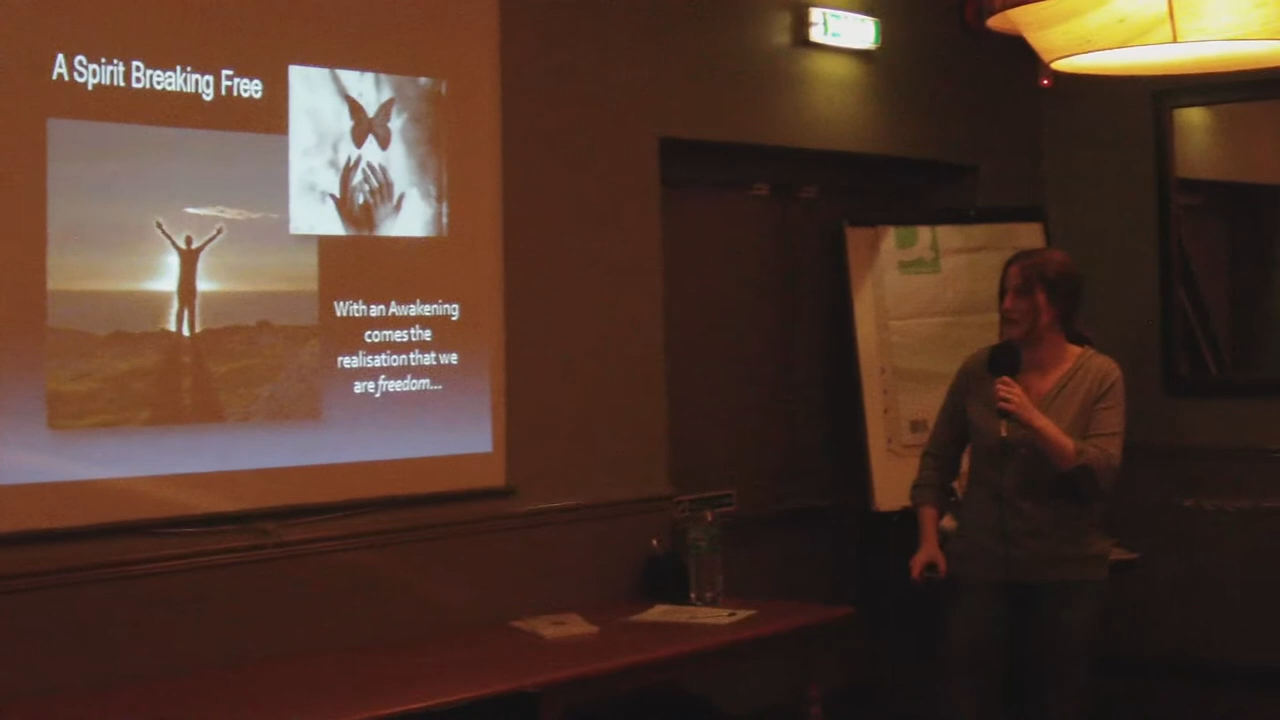 A Spirit Breaking Free
With an Awakening
comes the
realisation that we
are freedom...